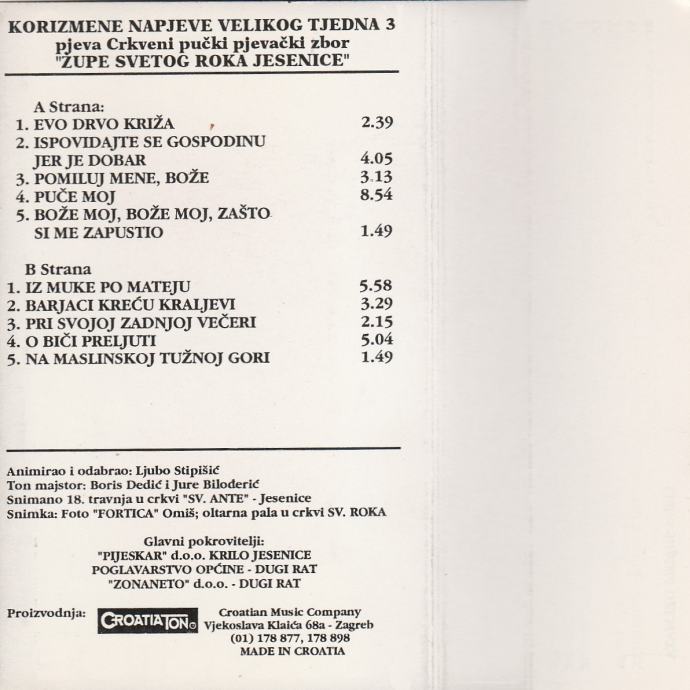 KORIZMENE NAPJEVE VELIKOG TJEDNA 3
pjeva Crkveni pučki pjevački zbor
"ŽUPE SVETOG ROKA JESENICE"
A Strana:
1. EVO DRVO KRIŽA 2.39
2. ISPOVIDAJTE SE GOSPODINU
JER JE DOBAR 4.05
3. POMILUJ MENE, BOŽE 3.13
4. PUČE MOJ 8.54
5. BOŽE MOJ, BOŽE MOJ, ZAŠTO
SI ME ZAPUSTIO 1.49
B Strana
1. IZ MUKE PO MATEJU 5.58
2. BARJACI KREĆU KRALJEVI 3.29
3. PRI SVOJOJ ZADNJOJ VEČERI 2.15
4. O BIČI PRELJUTI 5.04
5. NA MASLINSKOJ TUŽNOJ GORI 1.49
Animirao i odabrao: Ljubo Stipišić
Ton majstor: Boris Dedić i Jure Biloderić
Snimano 18. travnja u crkvi "SV. ANTE" - Jesenice
Snimka: Foto "FORTICA" Omiš; oltarna pala u crkvi SV. ROKA
Glavni pokrovitelji:
"PIJESKAR" d.o.o. KRILO JESENICE
POGLAVARSTVO OPĆINE - DUGI RAT
"ZONANETO" d.o.o. - DUGI RAT
Proizvodnja: CROATIATON Croatian Music Company
Vjekoslava Klaića 68a - Zagreb
(01) 178 877, 178 898
MADE IN CROATIA